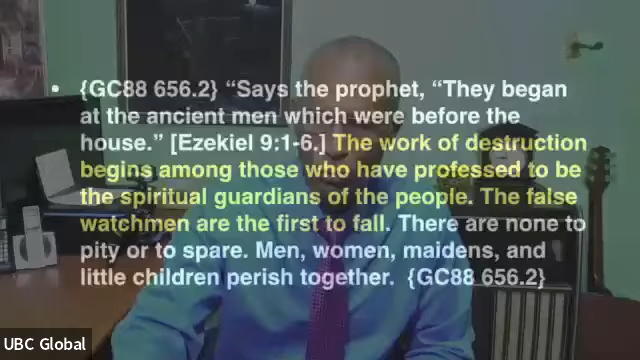 • {GC88 656.2} “Says the prophet, “They began
at the ancient men which were before the
house.” [Ezekiel 9:1-6.] The work of destruction
begins among those who have professed to be
the spiritual guardians of the people. The false
watchmen are the first to fall. There are none to
pity or to spare. Men, women, maidens, and
little children perish together.  {GC88 656.2}
UBC Global